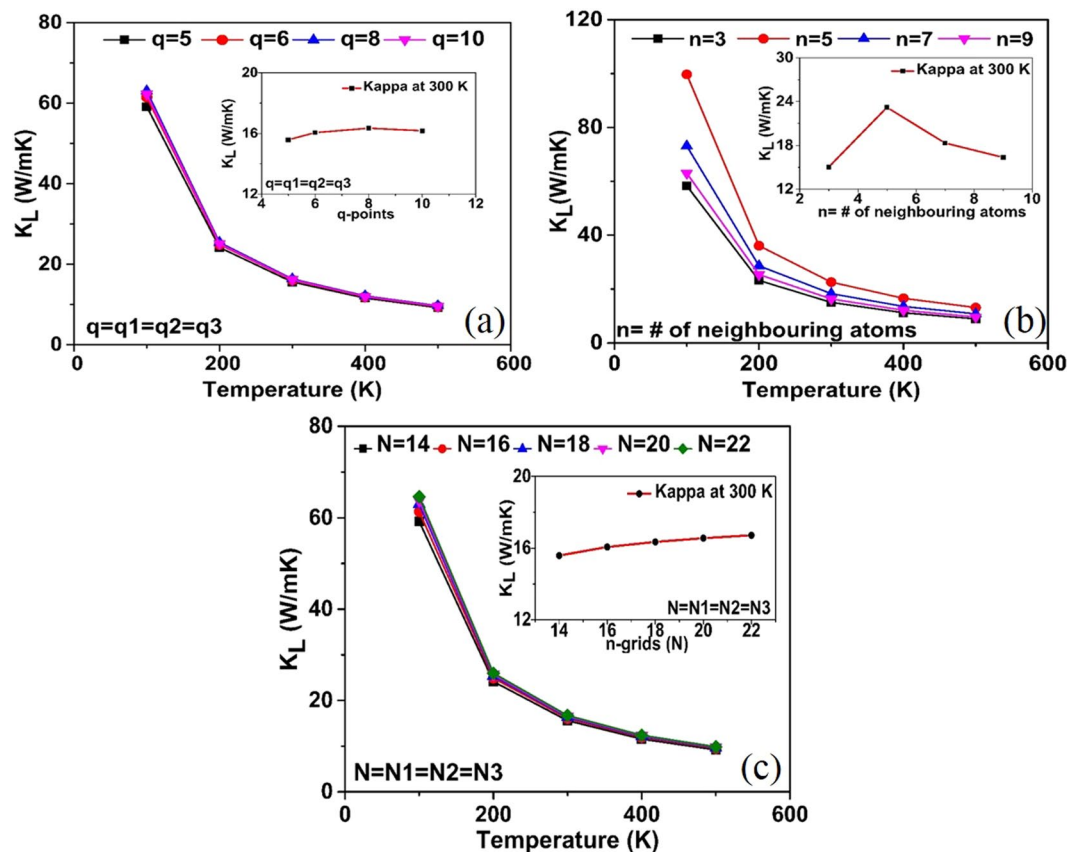 80
60
40
20
0
K_L (W/mK)
q=5 q=6 q=8 q=10
20
16
12
K_L (W/mK)
Kappa at 300 K
q=q1=q2=q3
4 6 8 10 12
q-points
q=q1=q2=q3
(a)
0 200 400 600
Temperature (K)
120
80
40
0
K_L(W/mK)
n=3 n=5 n=7 n=9
30
24
18
12
K_L (W/mK)
Kappa at 300 K
2 4 6 8 10
n= # of neighbouring atoms
(b)
n= # of neighbouring atoms
0 200 400 600
Temperature (K)
80
60
40
20
0
K_L (W/mK)
N=14 N=16 N=18 N=20 N=22
20
16
12
K_L (W/mK)
Kappa at 300 K
N=N1=N2=N3
14 16 18 20 22
n-grids (N)
N=N1=N2=N3
(c)
0 200 400 600
Temperature (K)